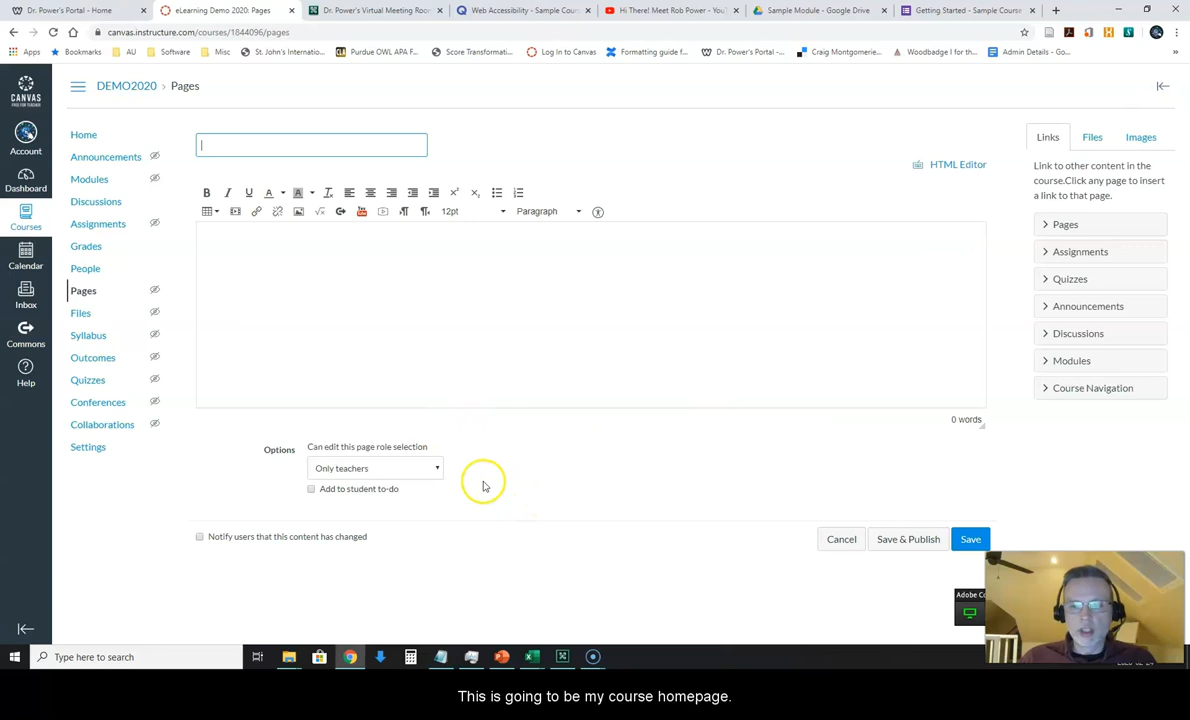 Dr. Power's Portal - Home
eLearning Demo 2020: Pages
Dr. Power's Virtual Meeting Room
Web Accessibility - Sample Cours
Hi There! Meet Rob Power - You
Sample Module - Google Drive
Getting Started - Sample Course
canvas.instructure.com/courses/1844096/pages
Apps
Bookmarks
AU
Software
Misc
St. John's Internatio...
Purdue OWL APA F...
Score Transformati...
Log In to Canvas
Formatting guide f...
Dr. Power's Portal -...
Craig Montgomerie...
Woodbadge I for th...
Admin Details - Goo...
»
CANVAS
FREE FOR TEACHER
DEMO2020 › Pages
Account
Dashboard
Courses
Calendar
Inbox
Commons
Help
Home
Announcements
Modules
Discussions
Assignments
Grades
People
Pages
Files
Syllabus
Outcomes
Quizzes
Conferences
Collaborations
Settings
HTML Editor
B I U A A
12pt
Paragraph
0 words
Options
Can edit this page role selection
Only teachers
Add to student to-do
Notify users that this content has changed
Cancel
Save & Publish
Save
Links
Files
Images
Link to other content in the
course.Click any page to insert
a link to that page.
Pages
Assignments
Quizzes
Announcements
Discussions
Modules
Course Navigation
Adobe Co
Type here to search
This is going to be my course homepage.